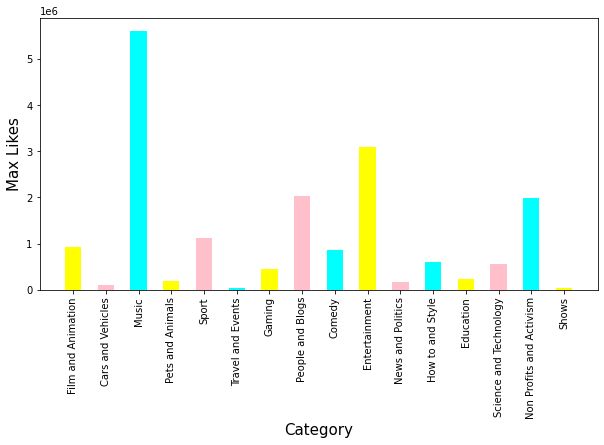 1e6
Max Likes
5
4
3
2
1
0
Film and Animation
Cars and Vehicles
Music
Pets and Animals
Sport
Travel and Events
Gaming
People and Blogs
Comedy
Entertainment
News and Politics
How to and Style
Education
Science and Technology
Non Profits and Activism
Shows
Category